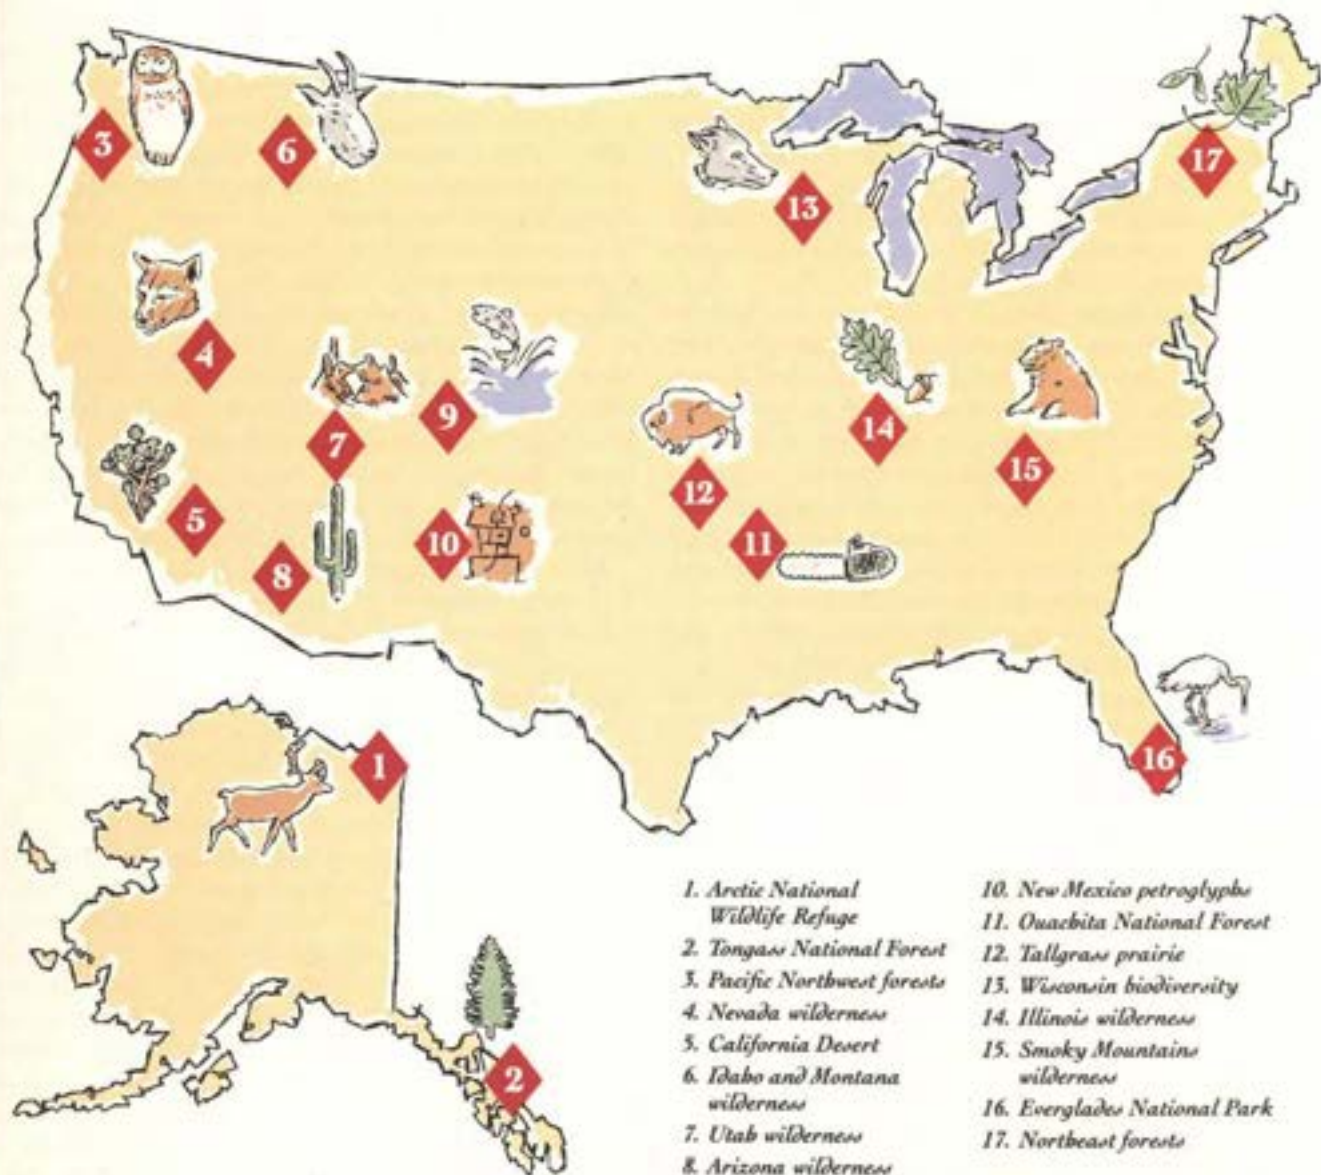 3
6
17
13
4
9
7
14
15
12
5
10
11
8
16
1
2
1. Arctic National
Wildlife Refuge
2. Tongass National Forest
3. Pacific Northwest forests
4. Nevada wilderness
5. California Desert
6. Idaho and Montana
wilderness
7. Utah wilderness
8. Arizona wilderness
10. New Mexico petroglyphs
11. Ouachita National Forest
12. Tallgrass prairie
13. Wisconsin biodiversity
14. Illinois wilderness
15. Smoky Mountains
wilderness
16. Everglades National Park
17. Northeast forests